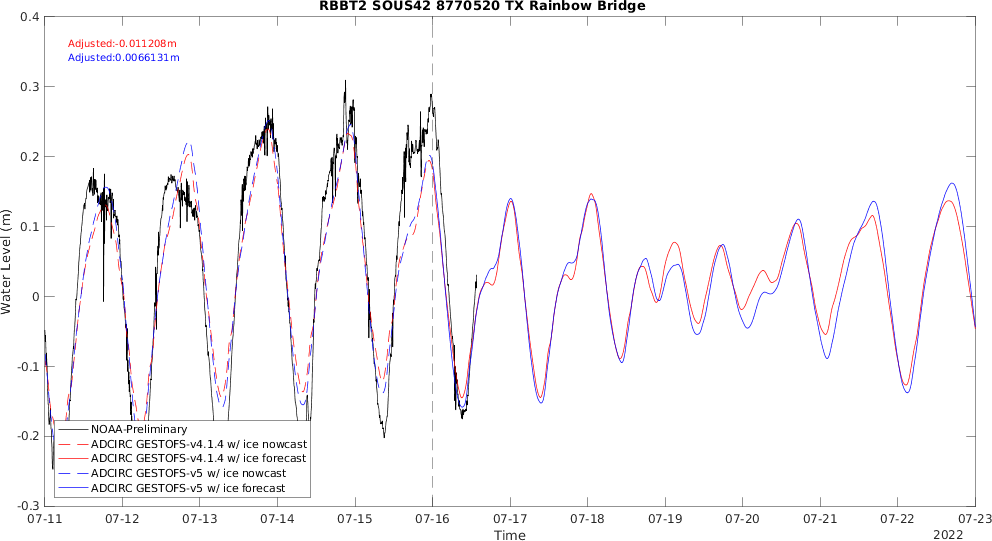 RBBT2 SOUS42 8770520 TX Rainbow Bridge
0.4
Adjusted:-0.011208m
Adjusted:0.0066131m
0.3
0.2
0.1
0
-0.1
-0.2
-0.3
Water Level (m)
NOAA-Preliminary
ADCIRC GESTOFS-v4.1.4 w/ ice nowcast
ADCIRC GESTOFS-v4.1.4 w/ ice forecast
ADCIRC GESTOFS-v5 w/ ice nowcast
ADCIRC GESTOFS-v5 w/ ice forecast
07-11 07-12 07-13 07-14 07-15 07-16 07-17 07-18 07-19 07-20 07-21 07-22 07-23
Time
2022